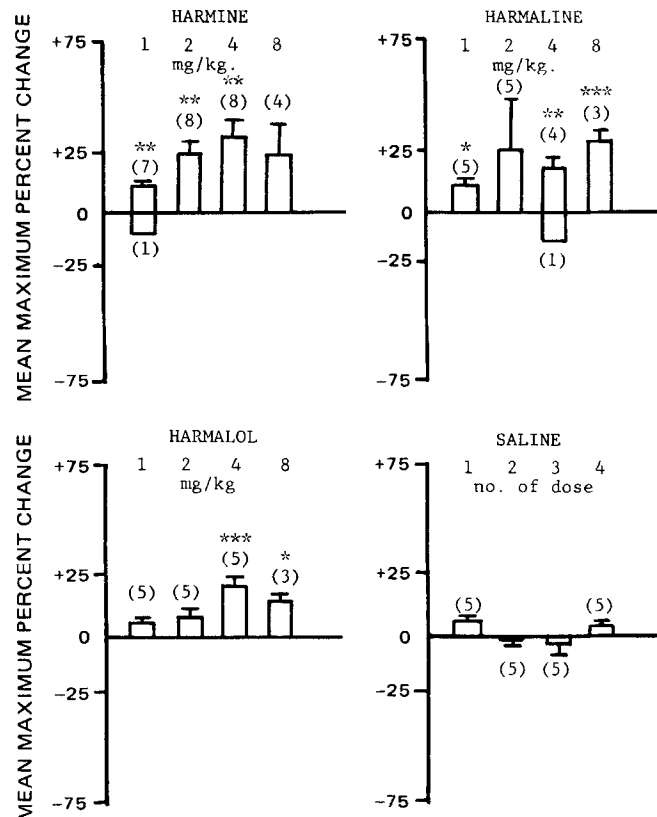 HARMINE
+75
1 2 4 8
mg/kg.
** ** **
(7) (8) (8) (4)
+25
0
(1)
-25
-75
MEAN MAXIMUM PERCENT CHANGE
HARMALINE
+75
1 2 4 8
mg/kg.
* ** ***
(5) (5) (4) (3)
+25
0
(1)
-25
-75
HARMALOL
+75
1 2 4 8
mg/kg
*** *
(5) (5) (5) (3)
+25
0
-25
-75
MEAN MAXIMUM PERCENT CHANGE
SALINE
+75
1 2 3 4
no. of dose
+25
(5) (5)
0
(5) (5)
-25
-75